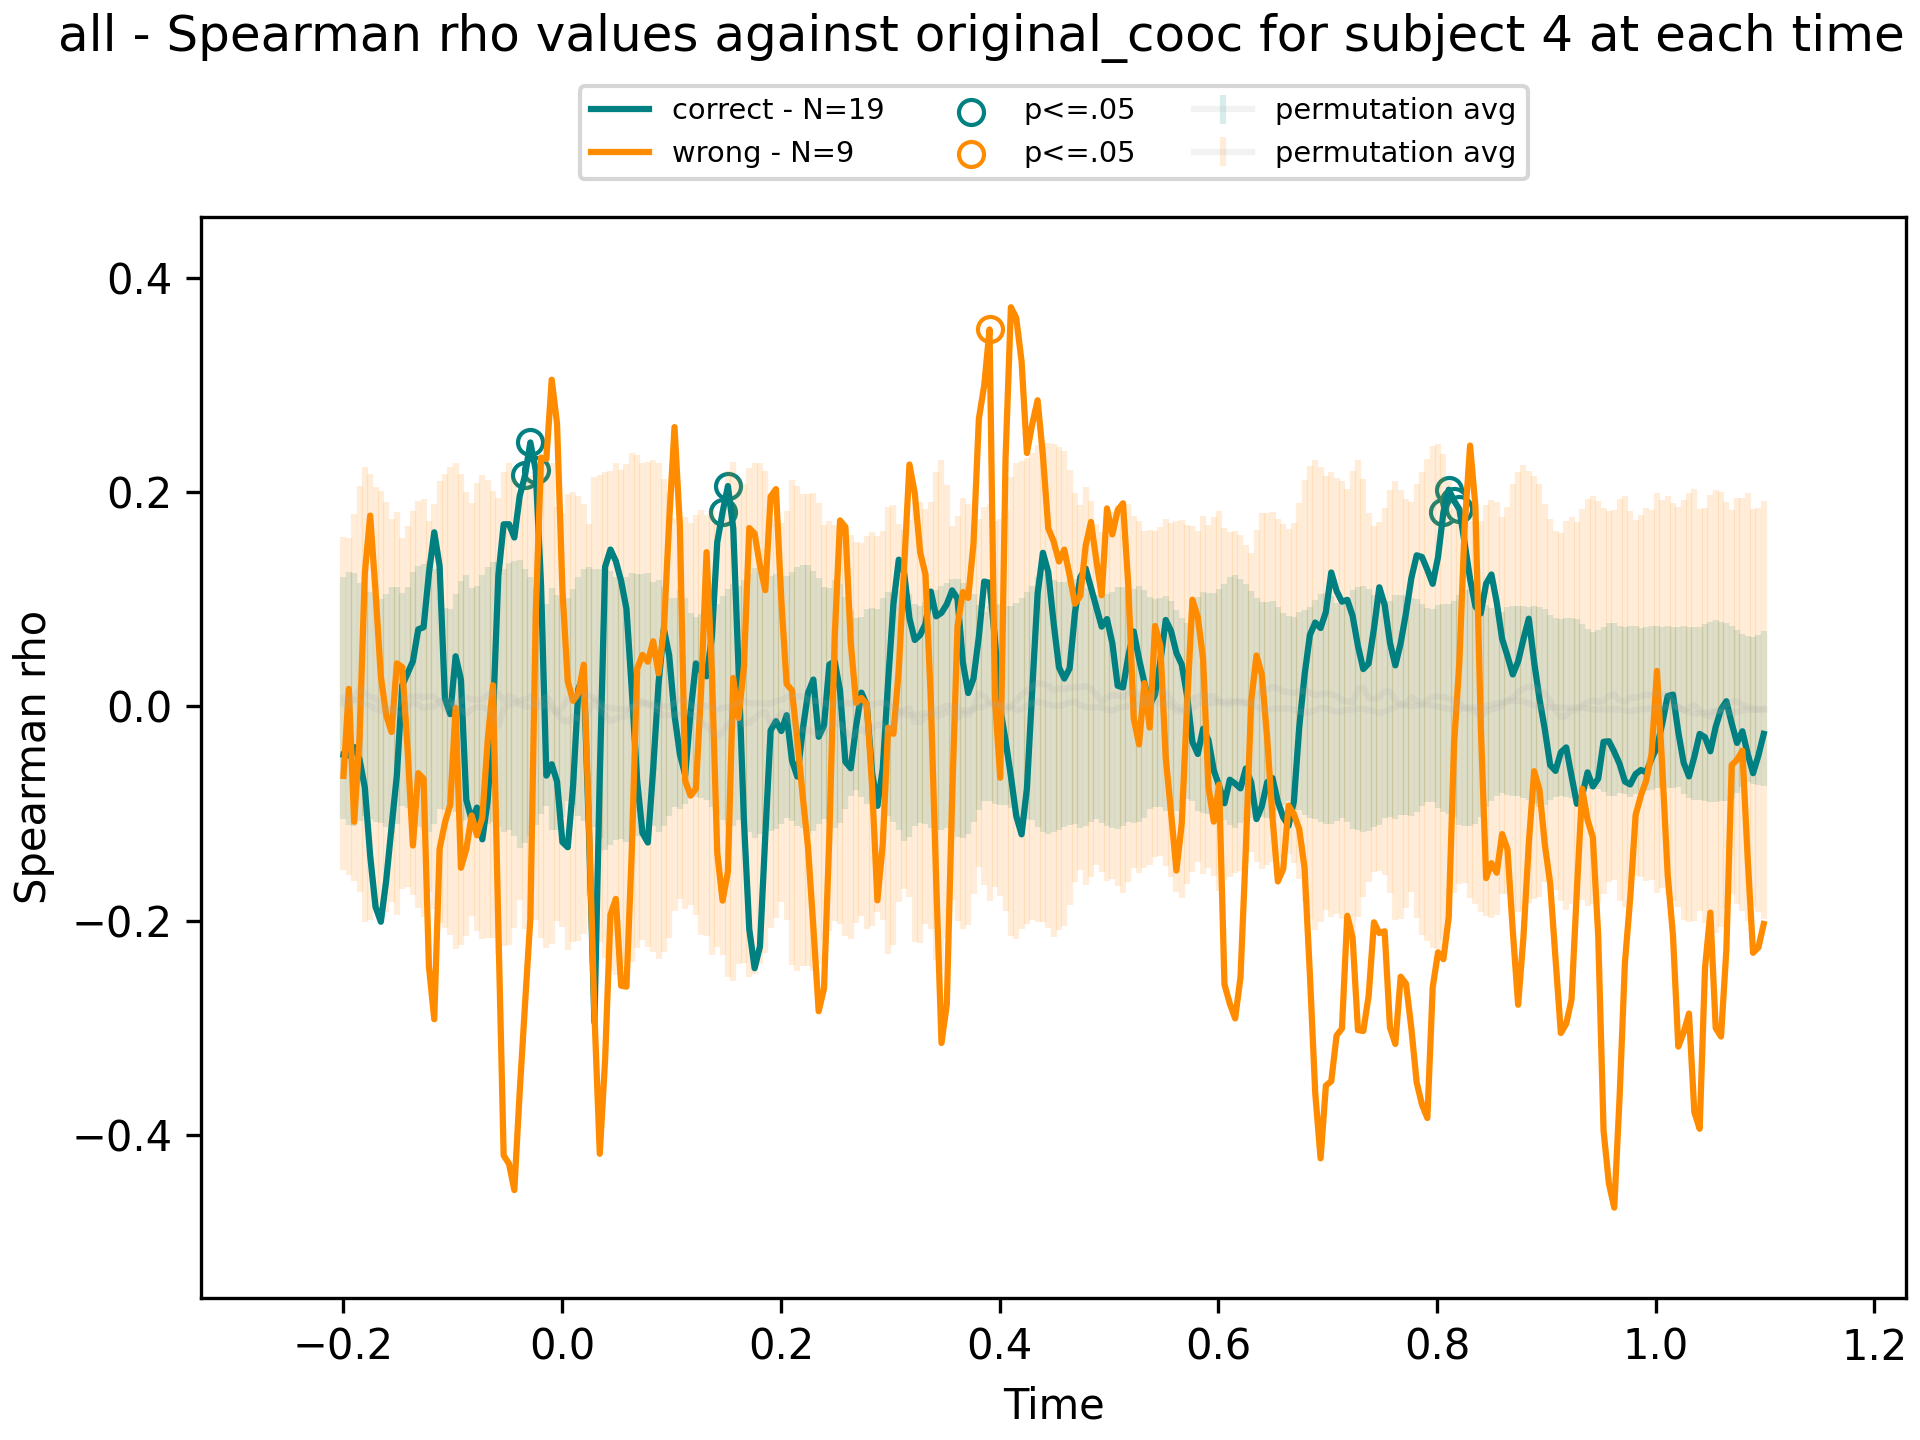 all - Spearman rho values against original_cooc for subject 4 at each time
correct - N=19
wrong - N=9
p<=.05
p<=.05
permutation avg
permutation avg
Spearman rho
0.4
0.2
0.0
−0.2
−0.4
−0.2
0.0
0.2
0.4
0.6
0.8
1.0
1.2
Time